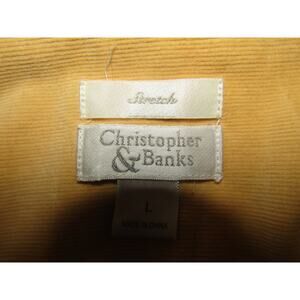 Stretch
Christopher
& Banks
L
MADE IN CHINA